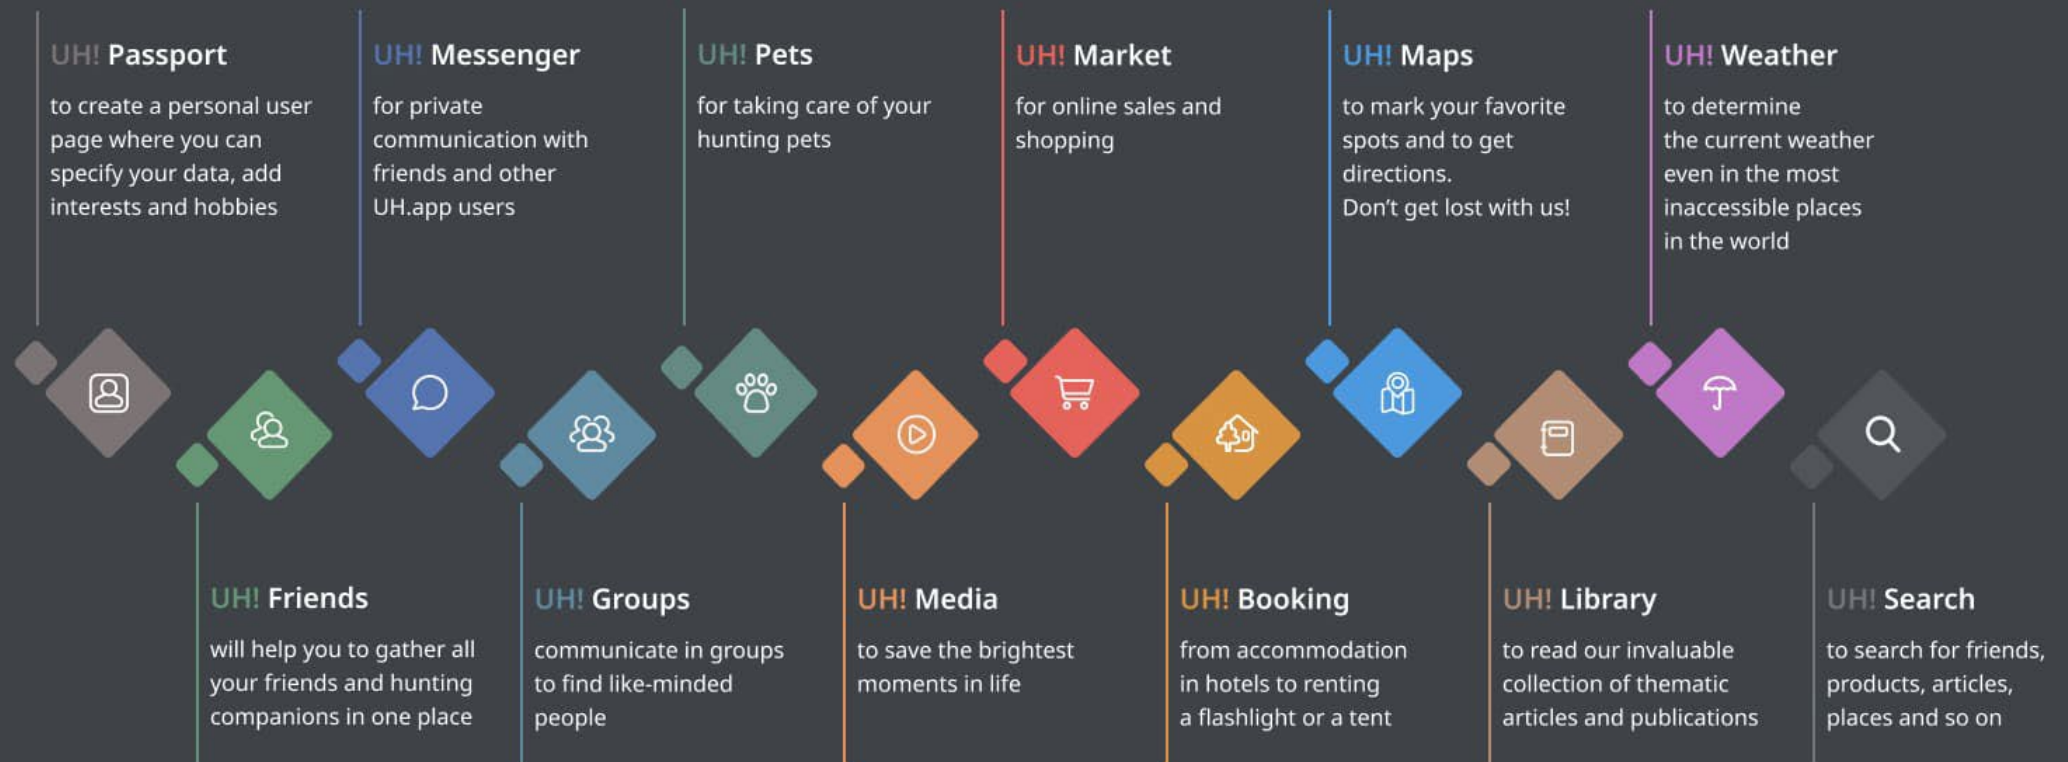 UH! Passport
to create a personal user
page where you can
specify your data, add
interests and hobbies
UH! Messenger
for private
communication with
friends and other
UH.app users
UH! Pets
for taking care of your
hunting pets
UH! Market
for online sales and
shopping
UH! Maps
to mark your favorite
spots and to get
directions.
Don’t get lost with us!
UH! Weather
to determine
the current weather
even in the most
inaccessible places
in the world
UH! Friends
will help you to gather all
your friends and hunting
companions in one place
UH! Groups
communicate in groups
to find like-minded
people
UH! Media
to save the brightest
moments in life
UH! Booking
from accommodation
in hotels to renting
a flashlight or a tent
UH! Library
to read our invaluable
collection of thematic
articles and publications
UH! Search
to search for friends,
products, articles,
places and so on